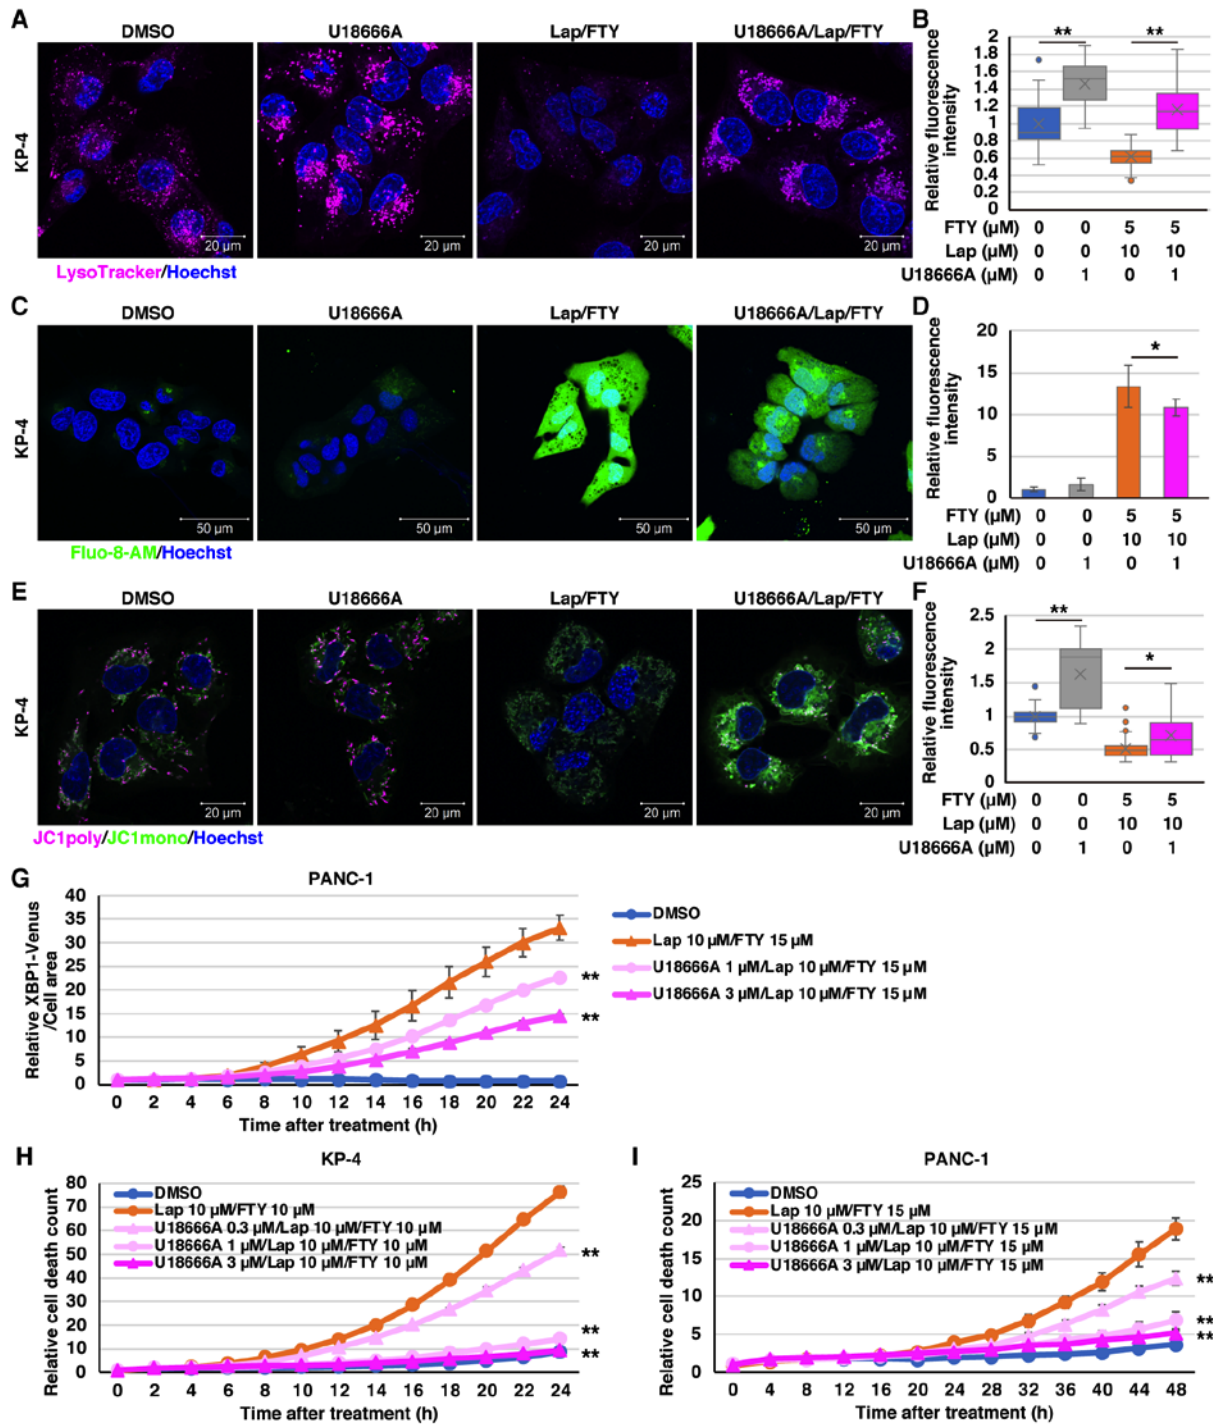 A
DMSO
U18666A
Lap/FTY
U18666A/Lap/FTY
KP-4
20 µm
20 µm
20 µm
20 µm
LysoTracker/Hoechst
B
Relative fluorescence
intensity
2
1.8
1.6
1.4
1.2
1
0.8
0.6
0.4
0.2
0
**
**
FTY (µM) 0 0 5 5
Lap (µM) 0 0 10 10
U18666A (µM) 0 1 0 1
C
DMSO
U18666A
Lap/FTY
U18666A/Lap/FTY
KP-4
50 µm
50 µm
50 µm
50 µm
Fluo-8-AM/Hoechst
D
Relative fluorescence
intensity
20
15
10
5
0
*
FTY (µM) 0 0 5 5
Lap (µM) 0 0 10 10
U18666A (µM) 0 1 0 1
E
DMSO
U18666A
Lap/FTY
U18666A/Lap/FTY
KP-4
20 µm
20 µm
20 µm
20 µm
JC1poly/JC1mono/Hoechst
F
Relative fluorescence
intensity
2.5
2
1.5
1
0.5
0
**
*
FTY (µM) 0 0 5 5
Lap (µM) 0 0 10 10
U18666A (µM) 0 1 0 1
G
PANC-1
Relative XBP1-Venus
/Cell area
40
35
30
25
20
15
10
5
0
0 2 4 6 8 10 12 14 16 18 20 22 24
Time after treatment (h)
**
**
DMSO
Lap 10 µM/FTY 15 µM
U18666A 1 µM/Lap 10 µM/FTY 15 µM
U18666A 3 µM/Lap 10 µM/FTY 15 µM
H
KP-4
Relative cell death count
80
70
60
50
40
30
20
10
0
DMSO
Lap 10 µM/FTY 10 µM
U18666A 0.3 µM/Lap 10 µM/FTY 10 µM
U18666A 1 µM/Lap 10 µM/FTY 10 µM
U18666A 3 µM/Lap 10 µM/FTY 10 µM
**
**
**
0 2 4 6 8 10 12 14 16 18 20 22 24
Time after treatment (h)
I
PANC-1
Relative cell death count
25
20
15
10
5
0
DMSO
Lap 10 µM/FTY 15 µM
U18666A 0.3 µM/Lap 10 µM/FTY 15 µM
U18666A 1 µM/Lap 10 µM/FTY 15 µM
U18666A 3 µM/Lap 10 µM/FTY 15 µM
**
**
**
0 4 8 12 16 20 24 28 32 36 40 44 48
Time after treatment (h)